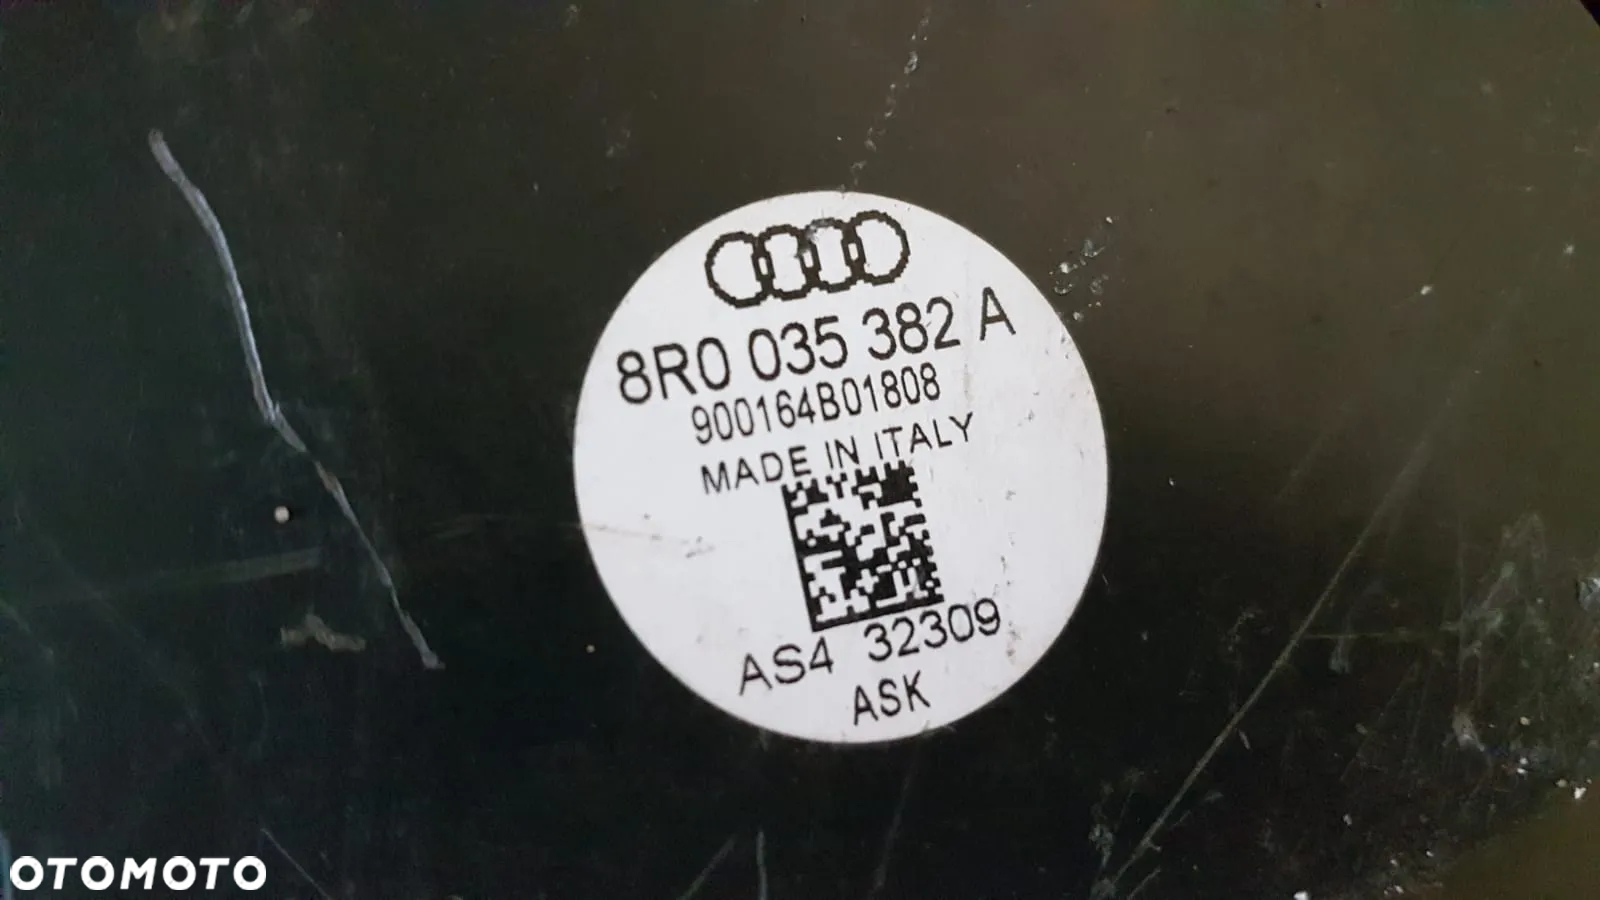 8R0 035 382 A
900164B01808
MADE IN ITALY
AS4 32309
ASK
OTOMOTO